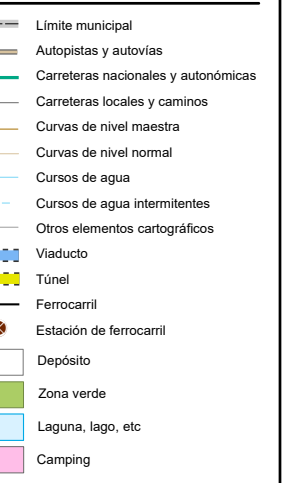 Límite municipal
Autopistas y autovías
Carreteras nacionales y autonómicas
Carreteras locales y caminos
Curvas de nivel maestra
Curvas de nivel normal
Cursos de agua
Cursos de agua intermitentes
Otros elementos cartográficos
Viaducto
Túnel
Ferrocarril
Estación de ferrocarril
Depósito
Zona verde
Laguna, lago, etc
Camping